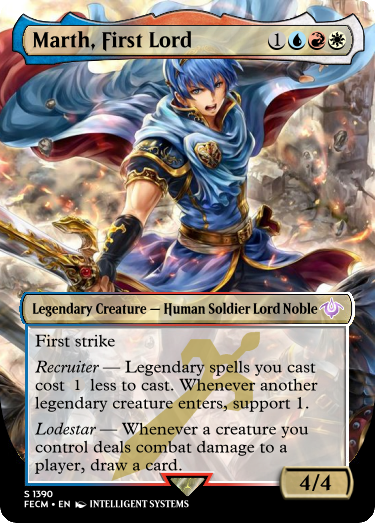 Marth, First Lord 1
Legendary Creature — Human Soldier Lord Noble
First strike
Recruiter — Legendary spells you cast
cost 1 less to cast. Whenever another
legendary creature enters, support 1.
Lodestar — Whenever a creature you
control deals combat damage to a
player, draw a card.
4/4
S 1390
FECM • EN INTELLIGENT SYSTEMS